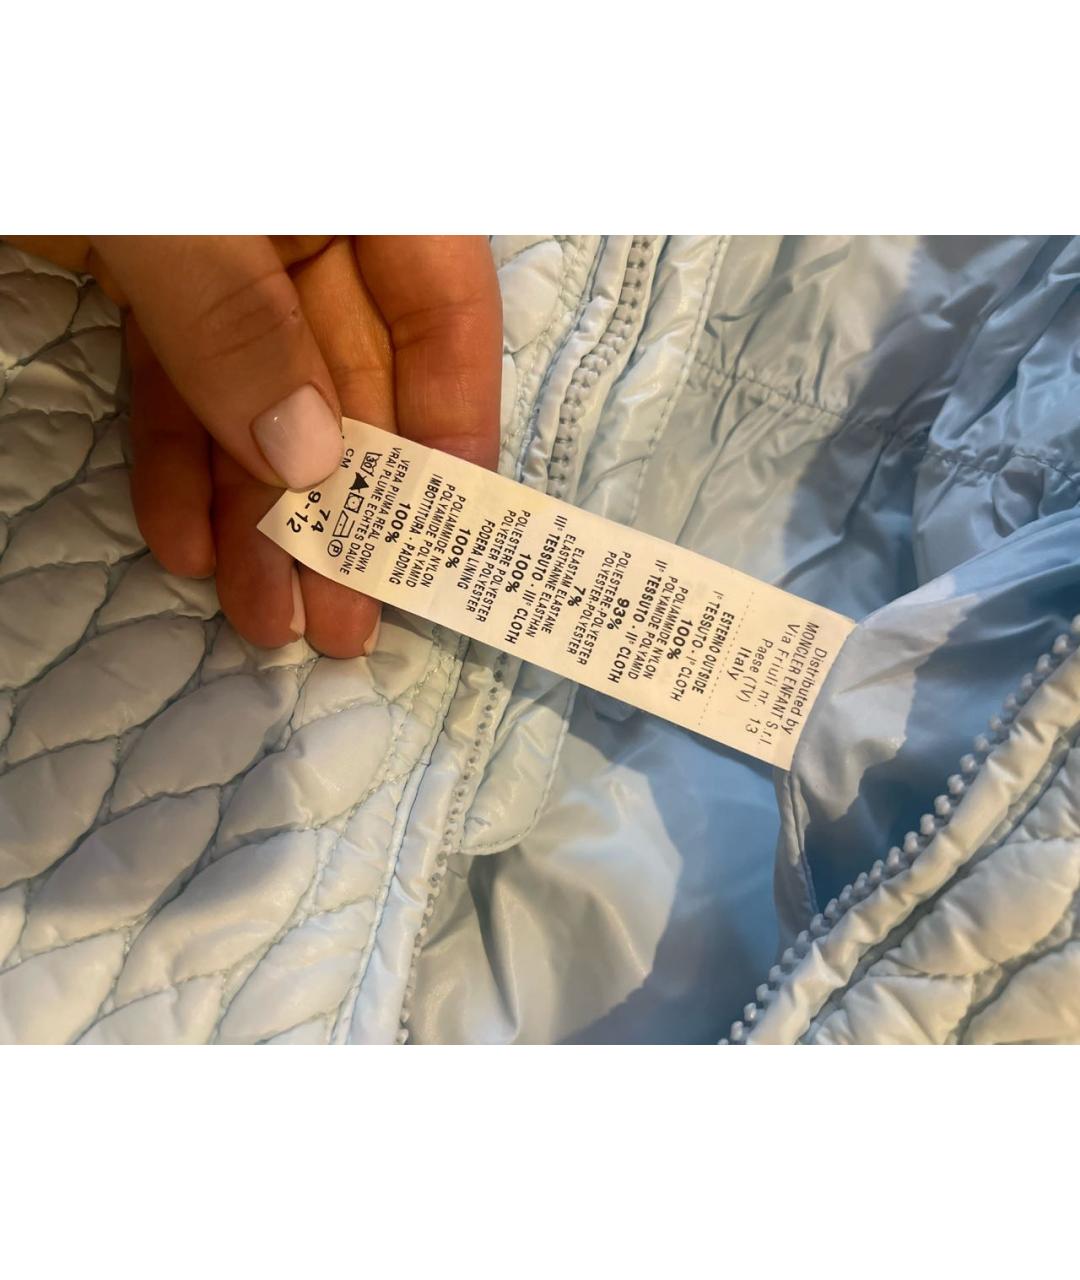 Distributed by
MONCLER ENFANT S.r.l.
Via Friuli nr. 13
Paese (TV)
Italy
ESTERNO OUTSIDE
I° TESSUTO - I° CLOTH
100%
POLIAMMIDE NYLON
POLYAMIDE POLYAMID
II° TESSUTO - II° CLOTH
93%
POLIESTERE POLYESTER
POLYESTER-POLYESTER
7%
ELASTAM ELASTANE
ELASTHANNE ELASTHAN
III° TESSUTO - III° CLOTH
100%
POLIESTERE POLYESTER
POLYESTER POLYESTER
FODERA LINING
100%
POLIAMMIDE NYLON
POLYAMIDE POLYAMID
IMBOTTITURA - PADDING
100%
VERA PIUMA REAL DOWN
VRAI PLUME ECHTES DAUNE
30 P
74
9-12
CM